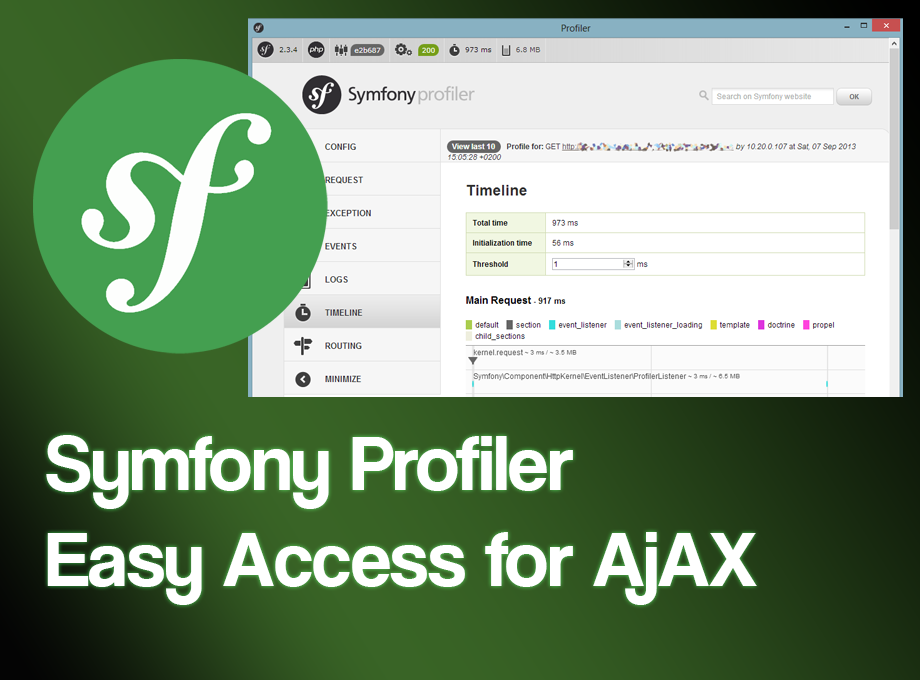 Profiler
2.3.4 php e2b687 200 973 ms 6.8 MB
sf Symfony profiler
Search on Symfony website OK
sf
CONFIG
REQUEST
EXCEPTION
EVENTS
LOGS
TIMELINE
ROUTING
MINIMIZE
View last 10 Profile for: GET http:/ by 10.20.0.107 at Sat, 07 Sep 2013
15:05:28 +0200
Timeline
Total time 973 ms
Initialization time 56 ms
Threshold 1 ms
Main Request - 917 ms
default section event_listener event_listener_loading template doctrine propel
child_sections
kernel.request ~ 3 ms / ~ 3.5 MB
Symfony\Component\HttpKernel\EventListener\ProfilerListener ~ 3 ms / ~ 6.5 MB
Symfony Profiler
Easy Access for AjAX